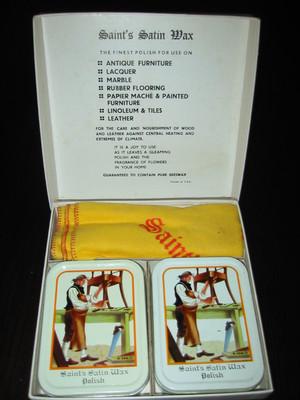 Saint's Satin Wax
THE FINEST POLISH FOR USE ON
ANTIQUE FURNITURE
LACQUER
MARBLE
RUBBER FLOORING
PAPIER MACHÉ & PAINTED
FURNITURE
LINOLEUM & TILES
LEATHER
FOR THE CARE AND NOURISHMENT OF WOOD
AND LEATHER AGAINST CENTRAL HEATING AND
EXTREMES OF CLIMATE.
IT IS A JOY TO USE
AS IT LEAVES A GLEAMING
POLISH AND THE
FRAGRANCE OF FLOWERS
IN YOUR HOME
GUARANTEED TO CONTAIN PURE BEESWAX
Saint's
Saint's Satin Wax
Polish
Saint's Satin Wax
Polish